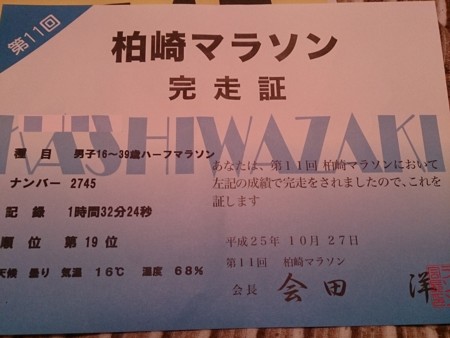 第11回
柏崎マラソン
完走証
KASHIWAZAKI
種目 男子16〜39歳ハーフマラソン
ナンバー 2745
記録 1時間32分24秒
順位 第19位
天候 曇り 気温 16℃ 湿度 68%
あなたは、第11回 柏崎マラソンにおいて
左記の成績で完走をされましたので、これを
証します
平成25年 10月 27日
第11回 柏崎マラソン
会長 会田 洋